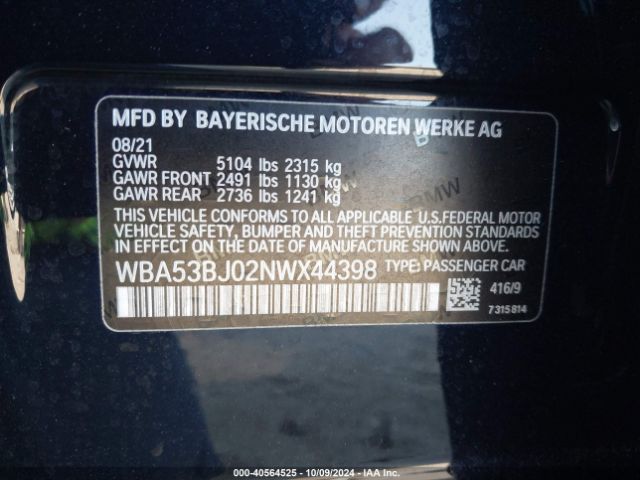 MFD BY BAYERISCHE MOTOREN WERKE AG
08/21
GVWR 5104 lbs 2315 kg
GAWR FRONT 2491 lbs 1130 kg
GAWR REAR 2736 lbs 1241 kg
THIS VEHICLE CONFORMS TO ALL APPLICABLE U.S.FEDERAL MOTOR
VEHICLE SAFETY, BUMPER AND THEFT PREVENTION STANDARDS
IN EFFECT ON THE DATE OF MANUFACTURE SHOWN ABOVE.
WBA53BJ02NWX44398 TYPE: PASSENGER CAR
416/9
7315814
000-40564525 - 10/09/2024 - IAA Inc.